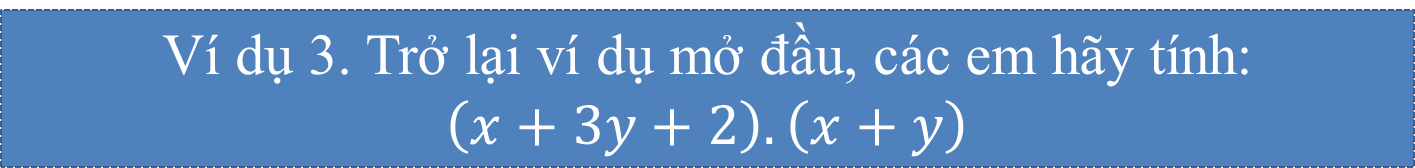 Ví dụ 3. Trở lại ví dụ mở đầu, các em hãy tính:
(x + 3y + 2). (x + y)